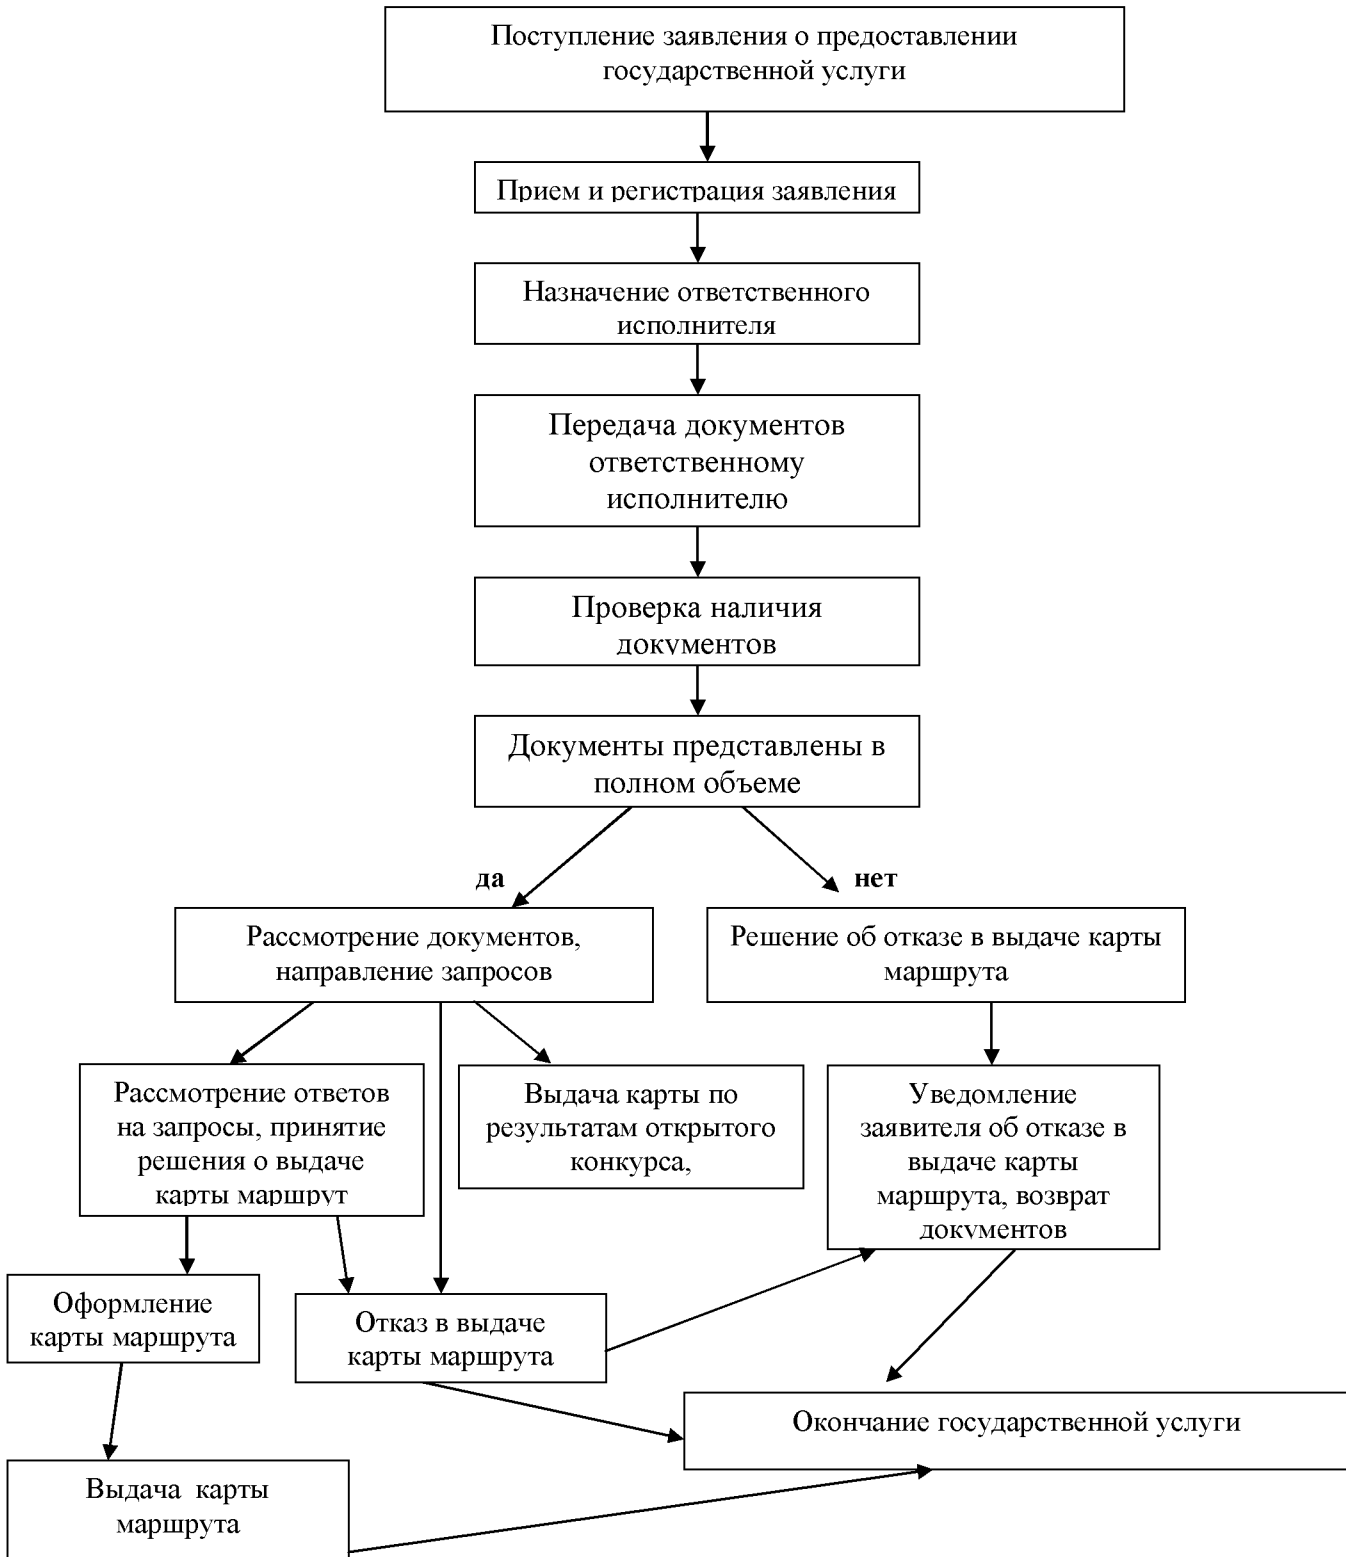 Поступление заявления о предоставлении
государственной услуги
Прием и регистрация заявления
Назначение ответственного
исполнителя
Передача документов
ответственному
исполнителю
Проверка наличия
документов
Документы представлены в
полном объеме
да
нет
Рассмотрение документов,
направление запросов
Решение об отказе в выдаче карты
маршрута
Рассмотрение ответов
на запросы, принятие
решения о выдаче
карты маршрут
Выдача карты по
результатам открытого
конкурса,
Уведомление
заявителя об отказе в
выдаче карты
маршрута, возврат
документов
Оформление
карты маршрута
Отказ в выдаче
карты маршрута
Окончание государственной услуги
Выдача карты
маршрута